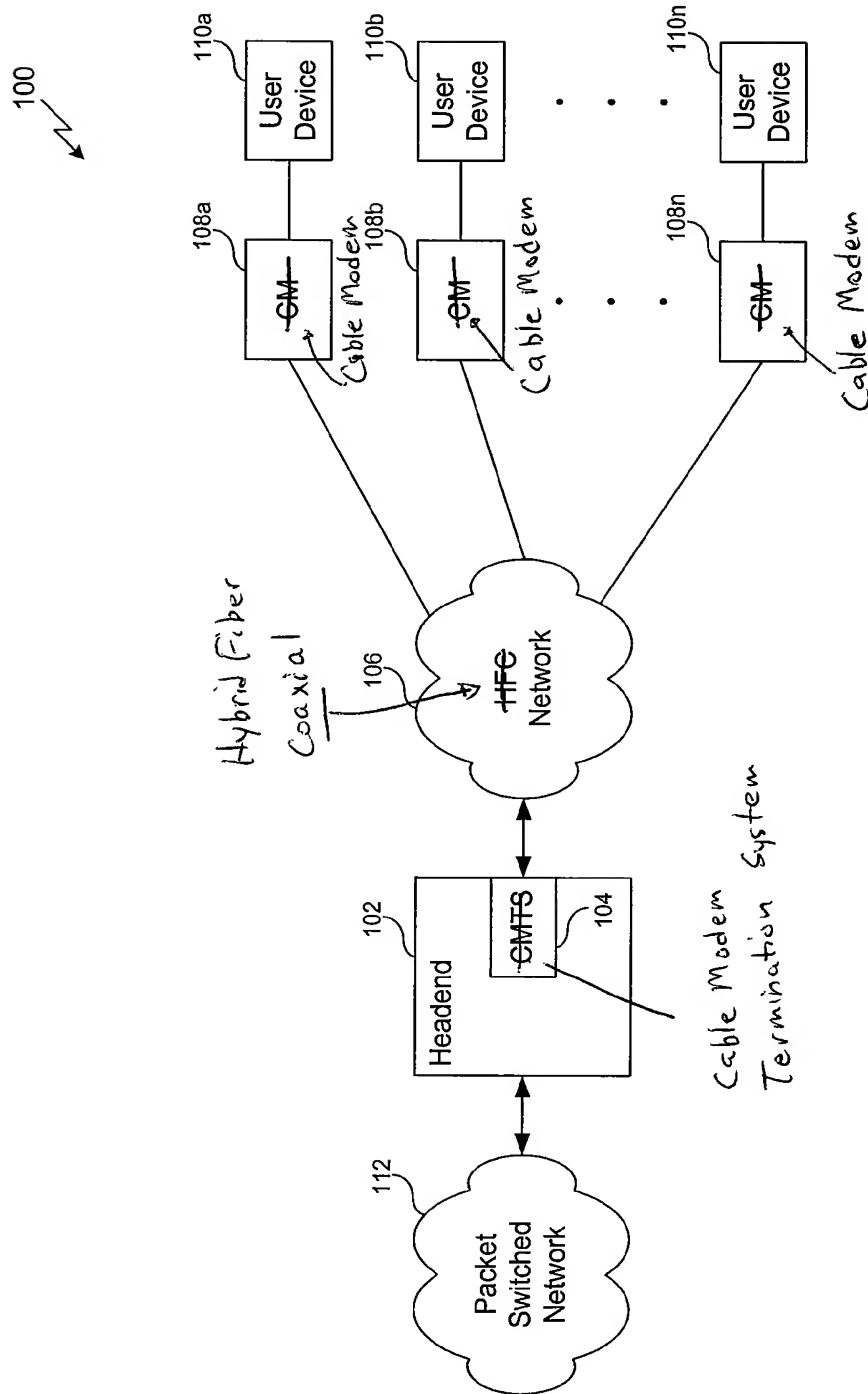 100
110a
User
Device
110b
User
Device
110n
User
Device
108a
CM
Cable Modem
108b
CM
Cable Modem
108n
CM
Cable Modem
Hybrid Fiber
Coaxial
106
HFC
Network
102
Headend
CMTS
104
Cable Modem
Termination System
112
Packet
Switched
Network